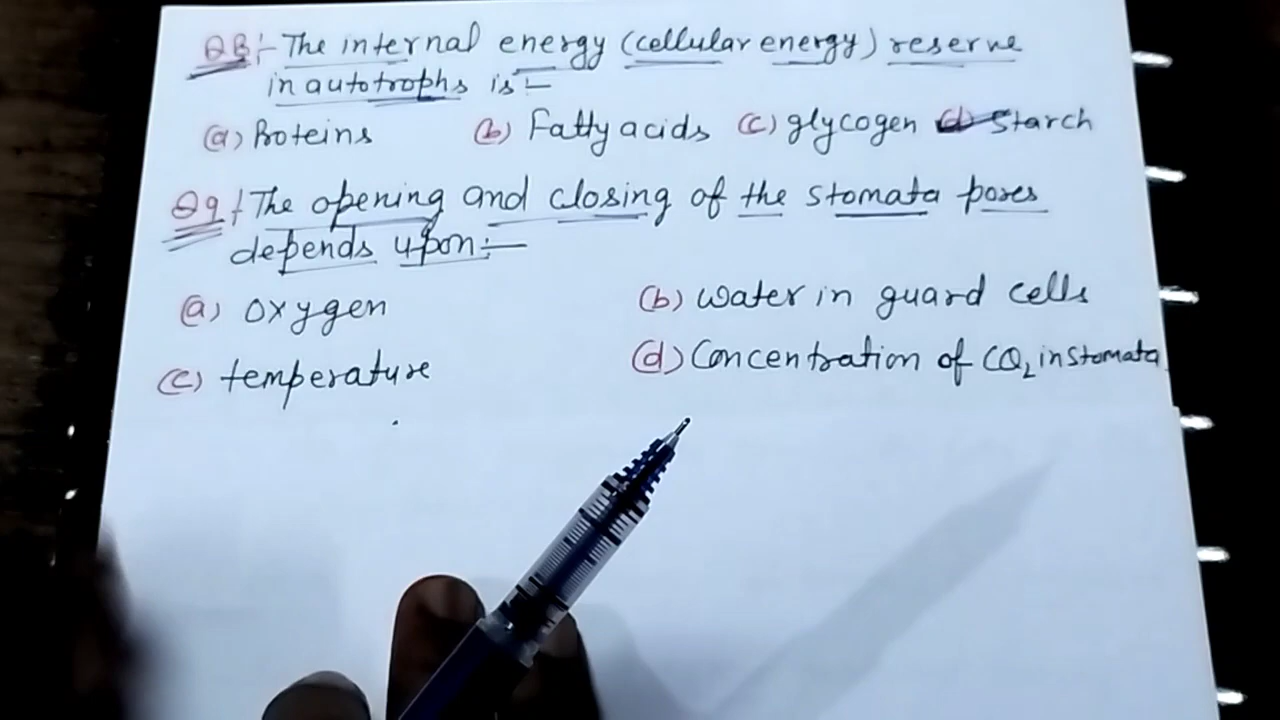 Q8:- The internal energy (cellular energy) reserve
in autotrophs is:-
(a) Proteins (b) Fatty acids (c) glycogen (d) Starch
Q9:- The opening and closing of the stomata pores
depends upon:-
(a) oxygen (b) water in guard cells
(c) temperature (d) Concentration of CO₂ in stomata